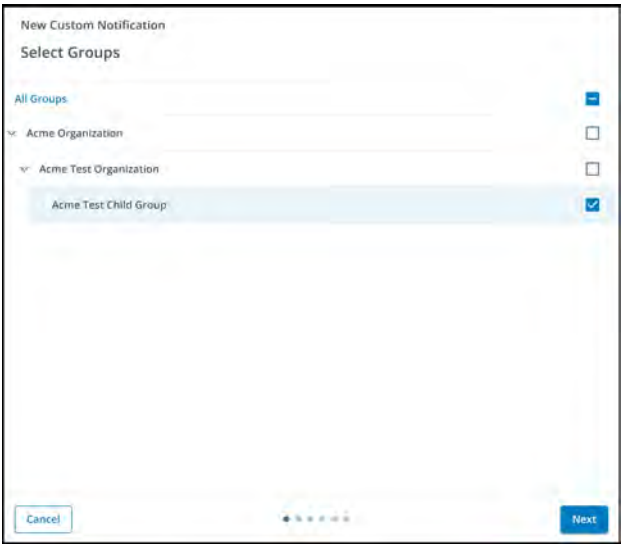 New Custom Notification
Select Groups
All Groups
Acme Organization
Acme Test Organization
Acme Test Child Group
Cancel
Next